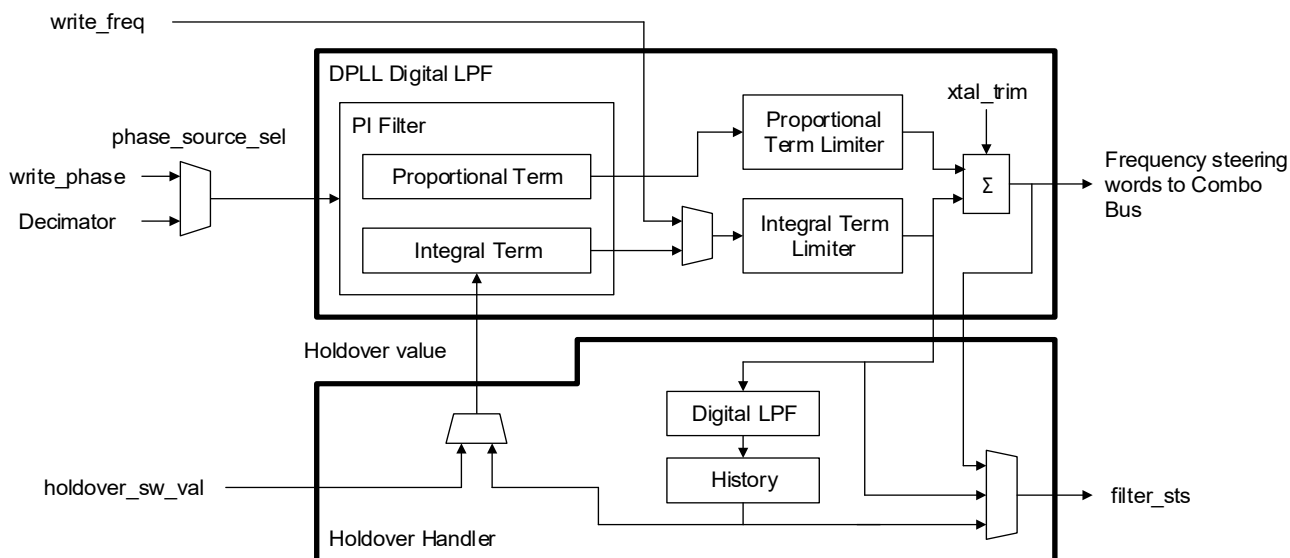 write_freq
DPLL Digital LPF
xtal_trim
PI Filter
Proportional
Term Limiter
phase_source_sel
Proportional Term
write_phase
Frequency steering
words to Combo
Bus
Σ
Decimator
Integral Term
Integral Term
Limiter
Holdover value
Digital LPF
History
holdover_sw_val
filter_sts
Holdover Handler